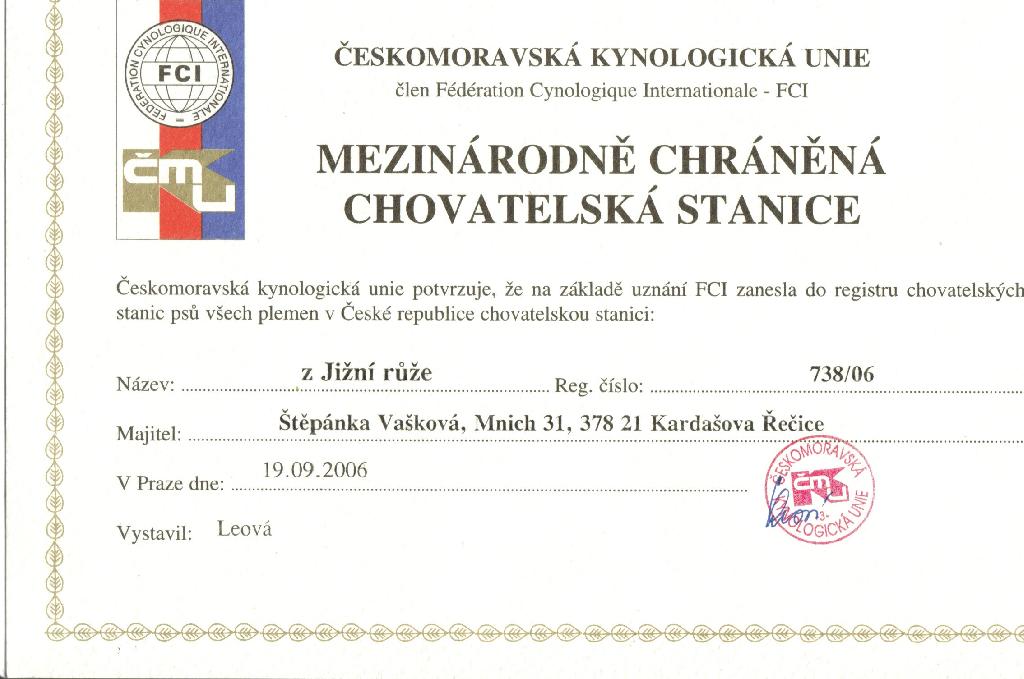 FEDERATION CYNOLOGIQUE INTERNATIONALE
FCI
čmu
ČESKOMORAVSKÁ KYNOLOGICKÁ UNIE
člen Fédération Cynologique Internationale - FCI
MEZINÁRODNĚ CHRÁNĚNÁ
CHOVATELSKÁ STANICE
Českomoravská kynologická unie potvrzuje, že na základě uznání FCI zanesla do registru chovatelských
stanic psů všech plemen v České republice chovatelskou stanici:
Název: z Jižní růže Reg. číslo: 738/06
Majitel: Štěpánka Vašková, Mnich 31, 378 21 Kardašova Řečice
V Praze dne: 19.09.2006
Vystavil: Leová
ČESKOMORAVSKÁ
KYNOLOGICKÁ UNIE
ČMU
3-